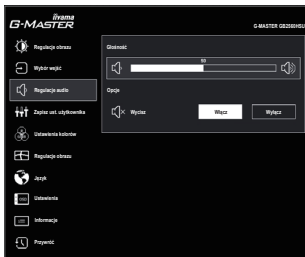 iiyama
G-MASTER
G-MASTER GB2560HSU
Regulacja obrazu
Wybór wejść
Regulacja audio
Zapisz ust. użytkownika
Ustawienia kolorów
Regulacja obrazu
Język
Ustawienia
Informacje
Przywróć
Głośność
50
Opcje
Wycisz
Włącz
Wyłącz